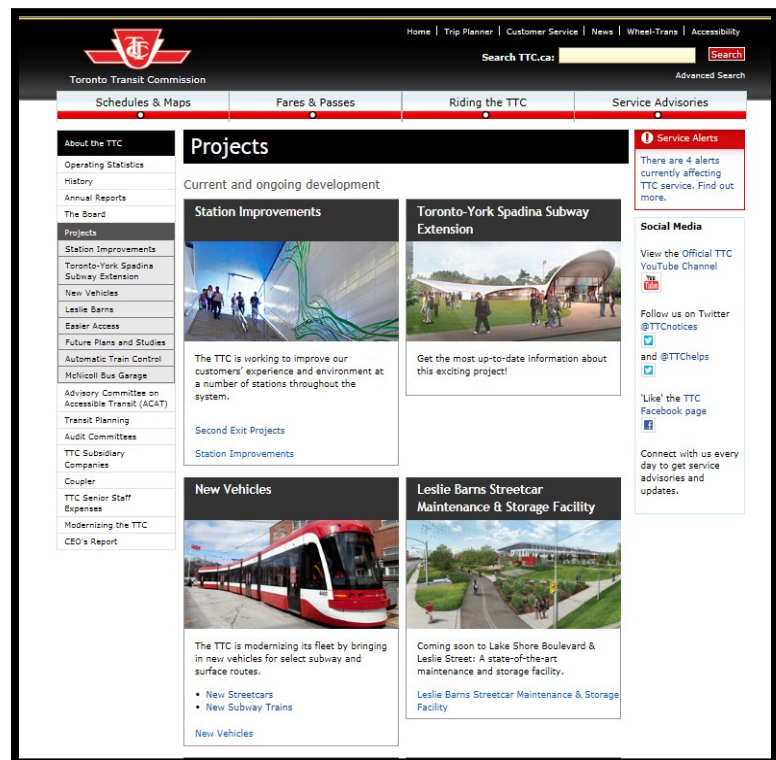 Home | Trip Planner | Customer Service | News | Wheel-Trans | Accessibility
TTC
Search TTC.ca:
Search
Toronto Transit Commission
Advanced Search
Schedules & Maps
Fares & Passes
Riding the TTC
Service Advisories
About the TTC
Operating Statistics
History
Annual Reports
The Board
Projects
Station Improvements
Toronto-York Spadina
Subway Extension
New Vehicles
Leslie Barns
Easier Access
Future Plans and Studies
Automatic Train Control
McNicoll Bus Garage
Advisory Committee on
Accessible Transit (ACAT)
Transit Planning
Audit Committees
TTC Subsidiary
Companies
Coupler
TTC Senior Staff
Expenses
Modernizing the TTC
CEO's Report
Projects
Current and ongoing development
Station Improvements
The TTC is working to improve our
customers' experience and environment at
a number of stations throughout the
system.
Second Exit Projects
Station Improvements
Toronto-York Spadina Subway
Extension
Get the most up-to-date information about
this exciting project!
New Vehicles
4403
The TTC is modernizing its fleet by bringing
in new vehicles for select subway and
surface routes.
• New Streetcars
• New Subway Trains
New Vehicles
Leslie Barns Streetcar
Maintenance & Storage Facility
Coming soon to Lake Shore Boulevard &
Leslie Street: A state-of-the-art
maintenance and storage facility.
Leslie Barns Streetcar Maintenance & Storage
Facility
Service Alerts
There are 4 alerts
currently affecting
TTC service. Find out
more.
Social Media
View the Official TTC
YouTube Channel
You
Tube
Follow us on Twitter
@TTCnotices
and @TTChelps
'Like' the TTC
Facebook page
f
Connect with us every
day to get service
advisories and
updates.